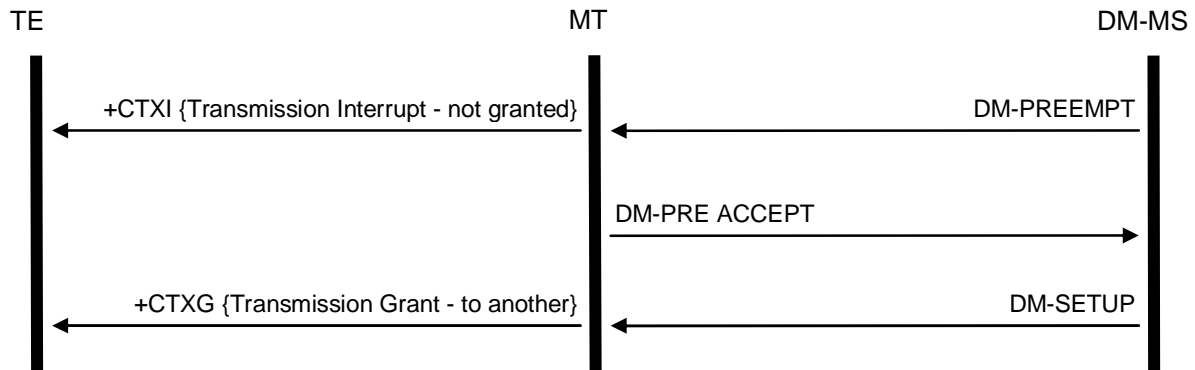 TE MT DM-MS
+CTXI {Transmission Interrupt - not granted} DM-PREEMPT
DM-PRE ACCEPT
+CTXG {Transmission Grant - to another} DM-SETUP